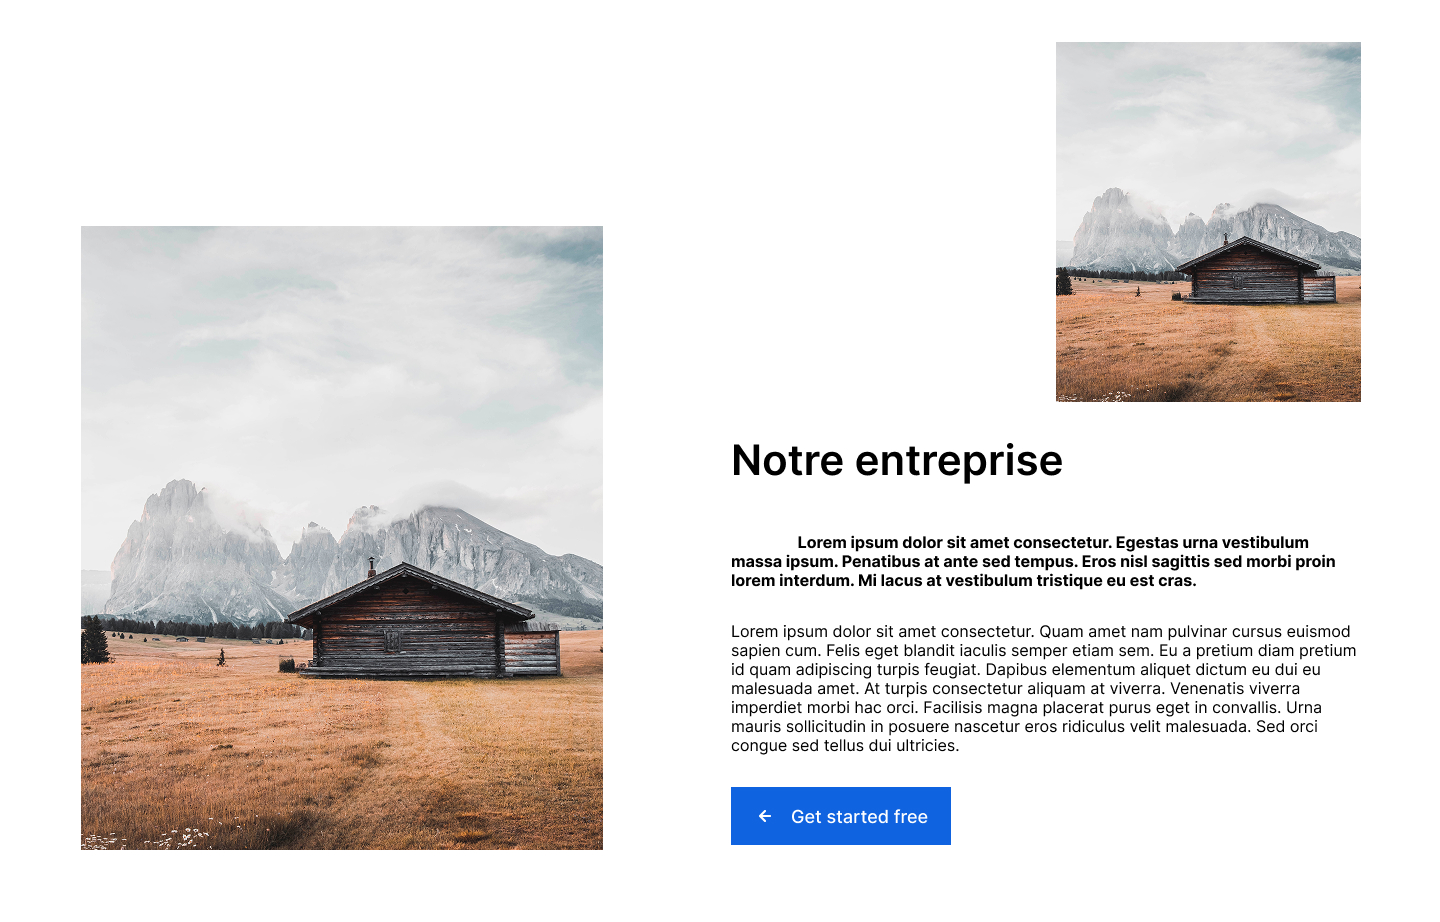 Notre entreprise
Lorem ipsum dolor sit amet consectetur. Egestas urna vestibulum
massa ipsum. Penatibus at ante sed tempus. Eros nisl sagittis sed morbi proin
lorem interdum. Mi lacus at vestibulum tristique eu est cras.
Lorem ipsum dolor sit amet consectetur. Quam amet nam pulvinar cursus euismod
sapien cum. Felis eget blandit iaculis semper etiam sem. Eu a pretium diam pretium
id quam adipiscing turpis feugiat. Dapibus elementum aliquet dictum eu dui eu
malesuada amet. At turpis consectetur aliquam at viverra. Venenatis viverra
imperdiet morbi hac orci. Facilisis magna placerat purus eget in convallis. Urna
mauris sollicitudin in posuere nascetur eros ridiculus velit malesuada. Sed orci
congue sed tellus dui ultricies.
Get started free